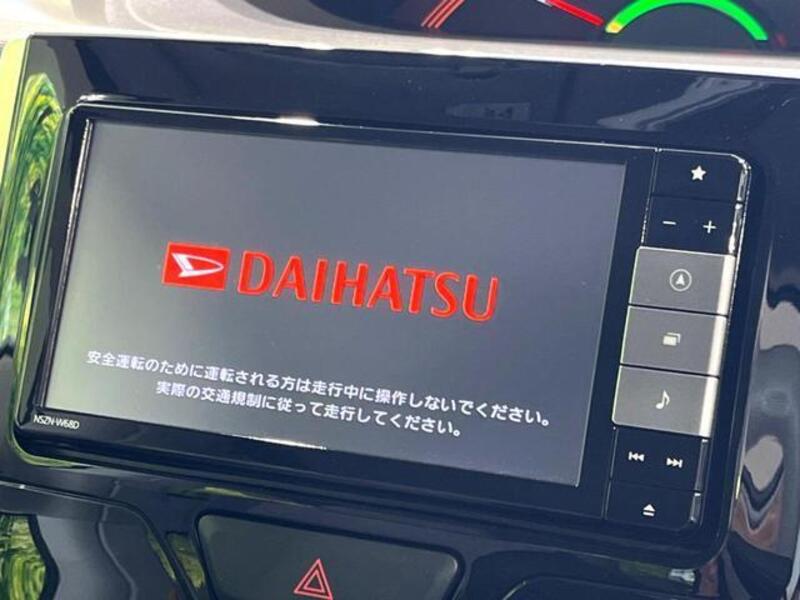 DAIHATSU
安全運転のために運転される方は走行中に操作しないでください。
実際の交通規制に従って走行してください。
NSZN-W68D